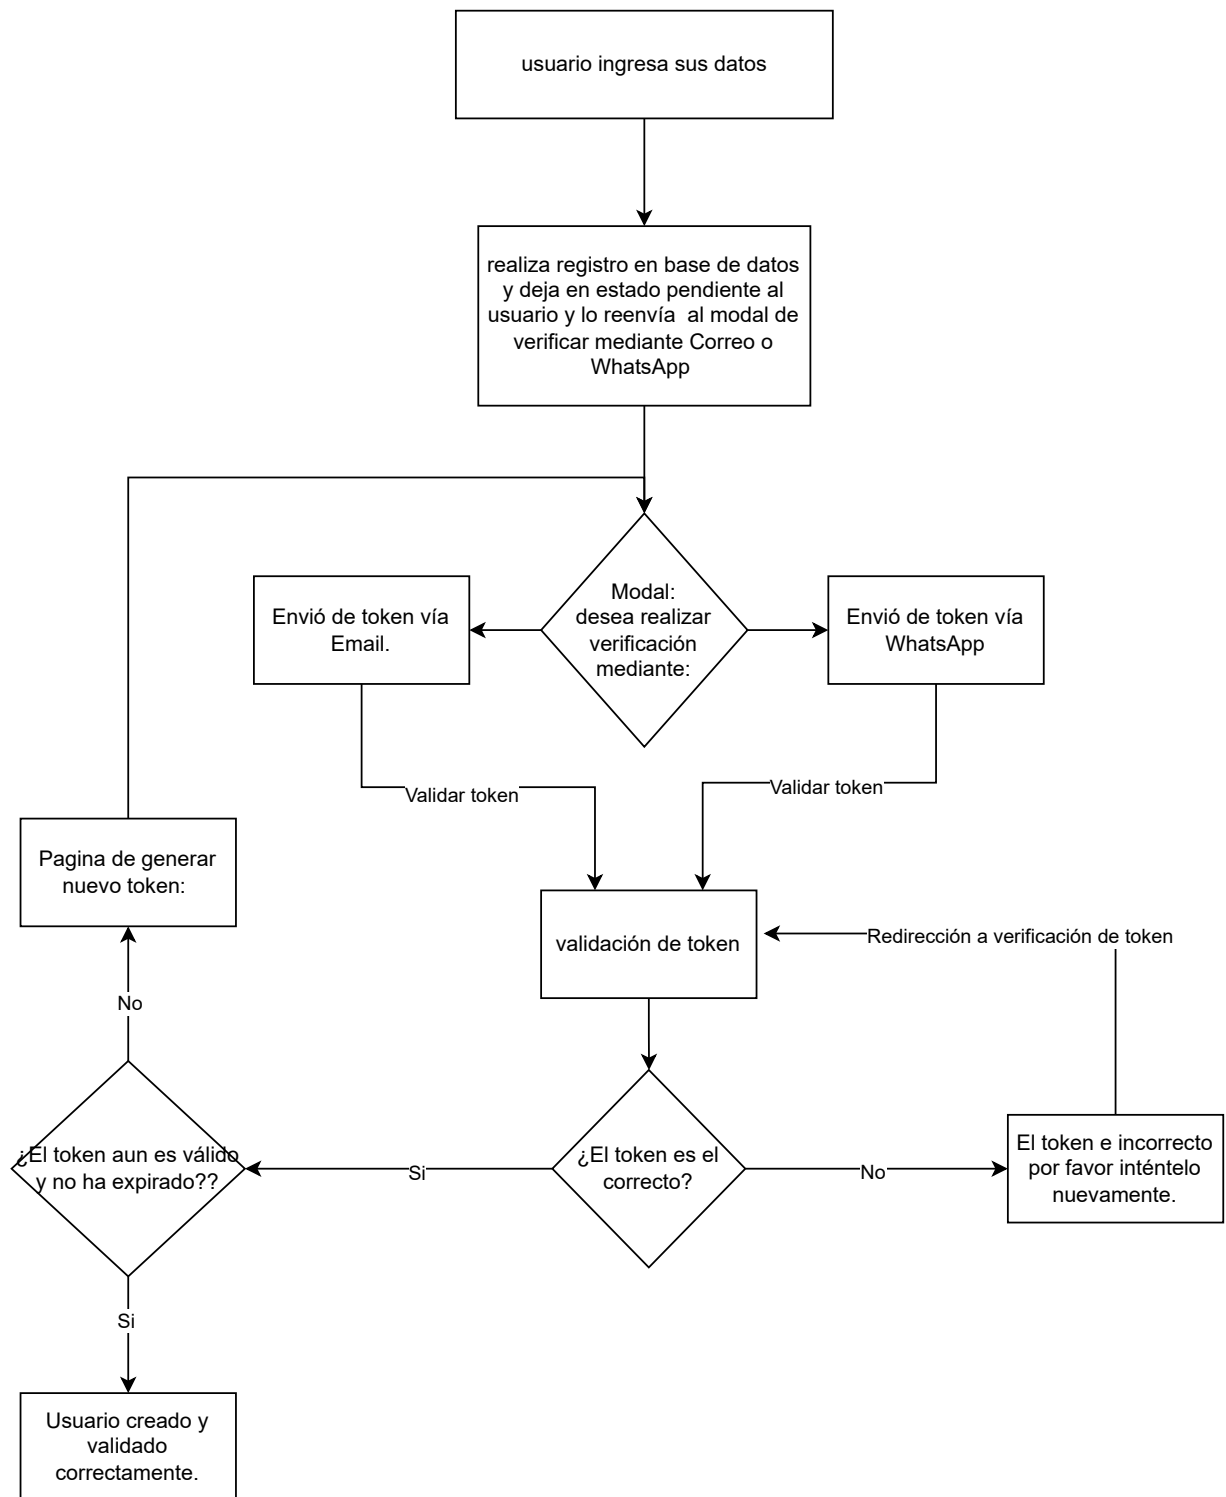 usuario ingresa sus datos
realiza registro en base de datos
y deja en estado pendiente al
usuario y lo reenvía al modal de
verificar mediante Correo o
WhatsApp
Modal:
desea realizar
verificación
mediante:
Envió de token vía
Email.
Envió de token vía
WhatsApp
Validar token
Validar token
Pagina de generar
nuevo token:
validación de token
Redirección a verificación de token
No
¿El token aun es válido
y no ha expirado??
Si
¿El token es el
correcto?
No
El token e incorrecto
por favor inténtelo
nuevamente.
Si
Usuario creado y
validado
correctamente.